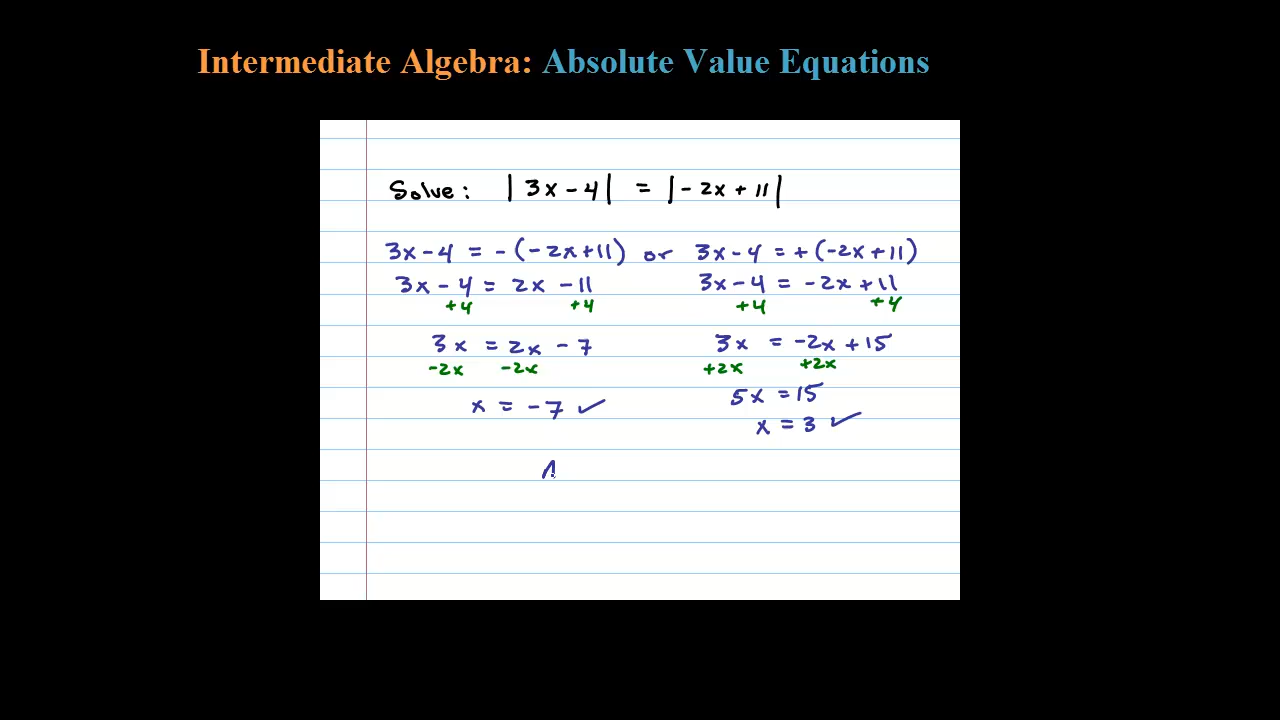 Intermediate Algebra: Absolute Value Equations
Solve: |3x-4| = |-2x+11|
3x-4 = -(-2x+11) or 3x-4 = +(-2x+11)
3x-4 = 2x-11 3x-4 = -2x+11
+4 +4 +4 +4
3x = 2x-7 3x = -2x+15
-2x -2x +2x +2x
5x = 15
x = -7 ✓
x = 3 ✓